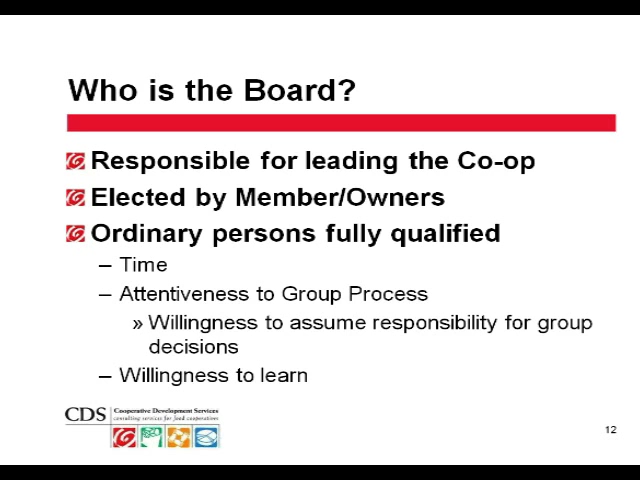 Who is the Board?
Responsible for leading the Co-op
Elected by Member/Owners
Ordinary persons fully qualified
– Time
– Attentiveness to Group Process
» Willingness to assume responsibility for group
decisions
– Willingness to learn
CDS Cooperative Development Services
consulting services for food cooperatives
12